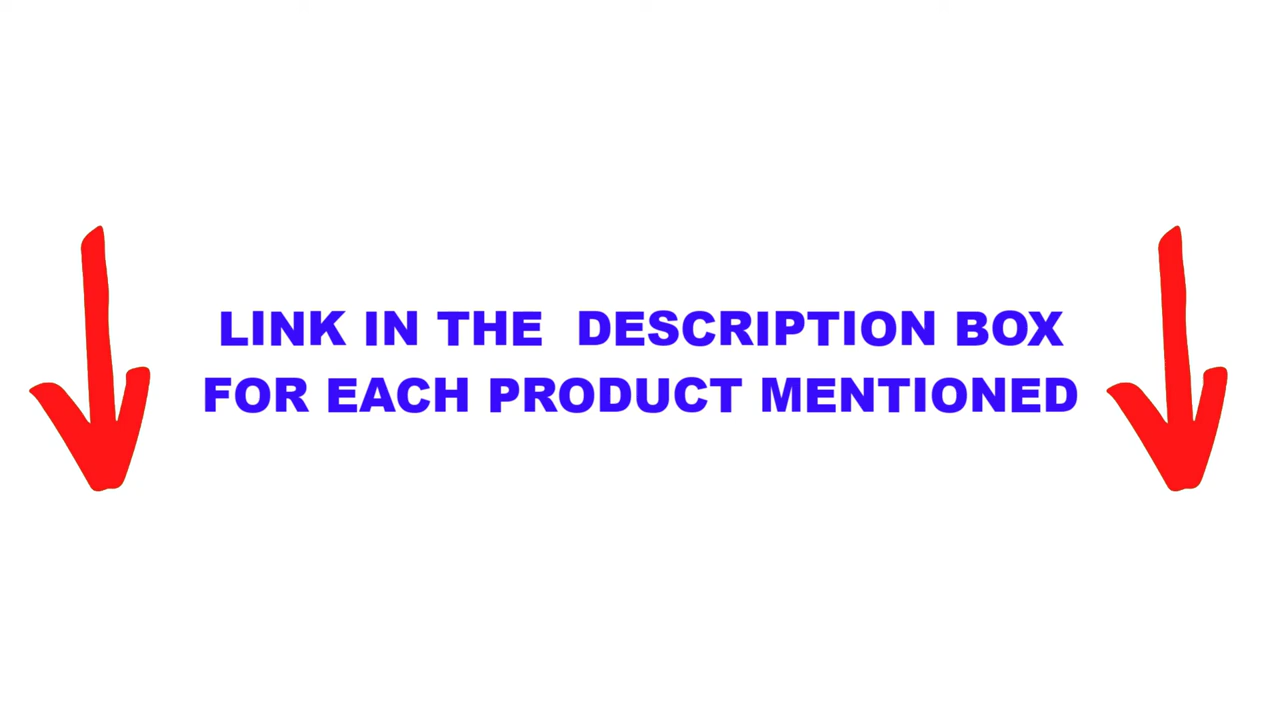 LINK IN THE  DESCRIPTION BOX
FOR EACH PRODUCT MENTIONED